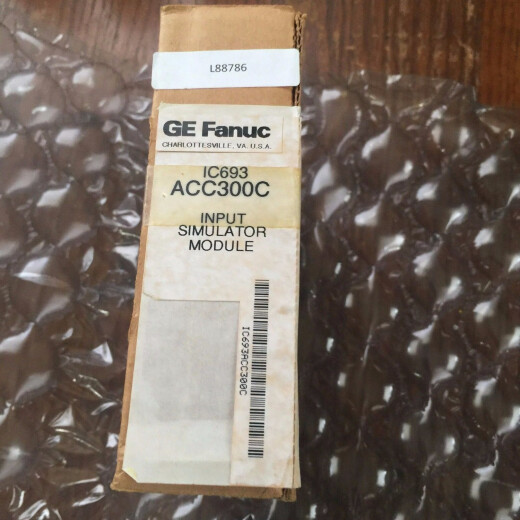 L88786
GE Fanuc
CHARLOTTESVILLE, VA. U.S.A.
IC693
ACC300C
INPUT
SIMULATOR
MODULE
IC693ACC300C